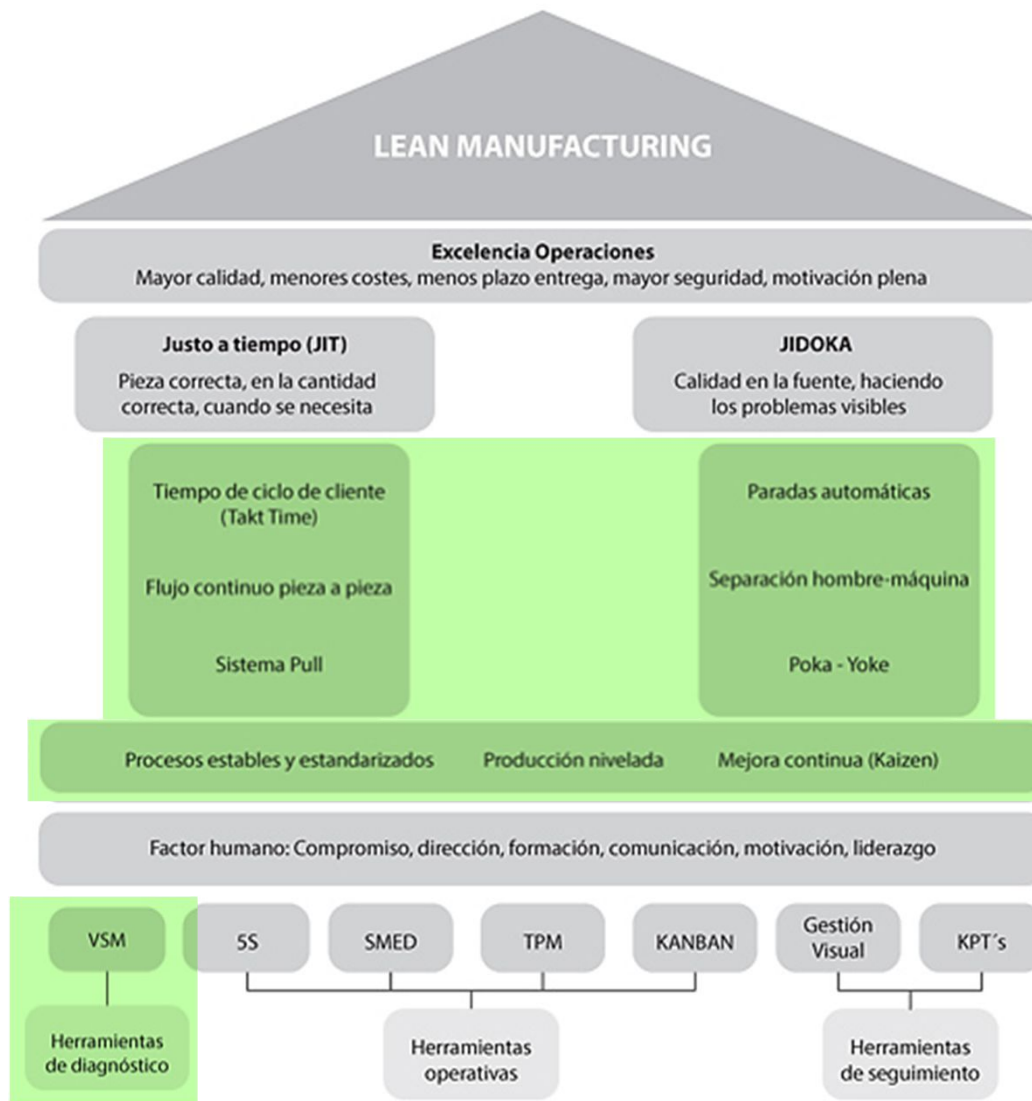 LEAN MANUFACTURING
Excelencia Operaciones
Mayor calidad, menores costes, menos plazo entrega, mayor seguridad, motivación plena
Justo a tiempo (JIT)
Pieza correcta, en la cantidad
correcta, cuando se necesita
JIDOKA
Calidad en la fuente, haciendo
los problemas visibles
Tiempo de ciclo de cliente
(Takt Time)
Flujo continuo pieza a pieza
Sistema Pull
Paradas automáticas
Separación hombre-máquina
Poka - Yoke
Procesos estables y estandarizados
Producción nivelada
Mejora continua (Kaizen)
Factor humano: Compromiso, dirección, formación, comunicación, motivación, liderazgo
VSM
5S
SMED
TPM
KANBAN
Gestión
Visual
KPT´s
Herramientas
de diagnóstico
Herramientas
operativas
Herramientas
de seguimiento